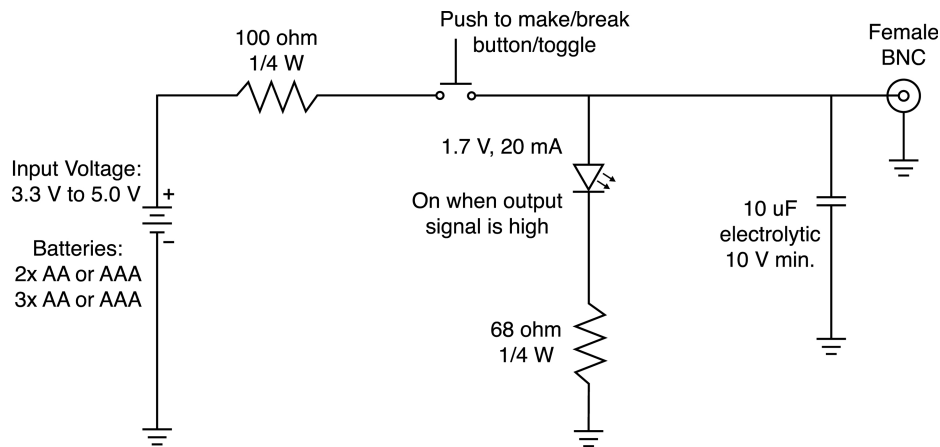 Push to make/break
button/toggle
Female
BNC
100 ohm
1/4 W
1.7 V, 20 mA
Input Voltage:
3.3 V to 5.0 V
+
On when output
signal is high
10 uF
electrolytic
10 V min.
−
Batteries:
2x AA or AAA
3x AA or AAA
68 ohm
1/4 W